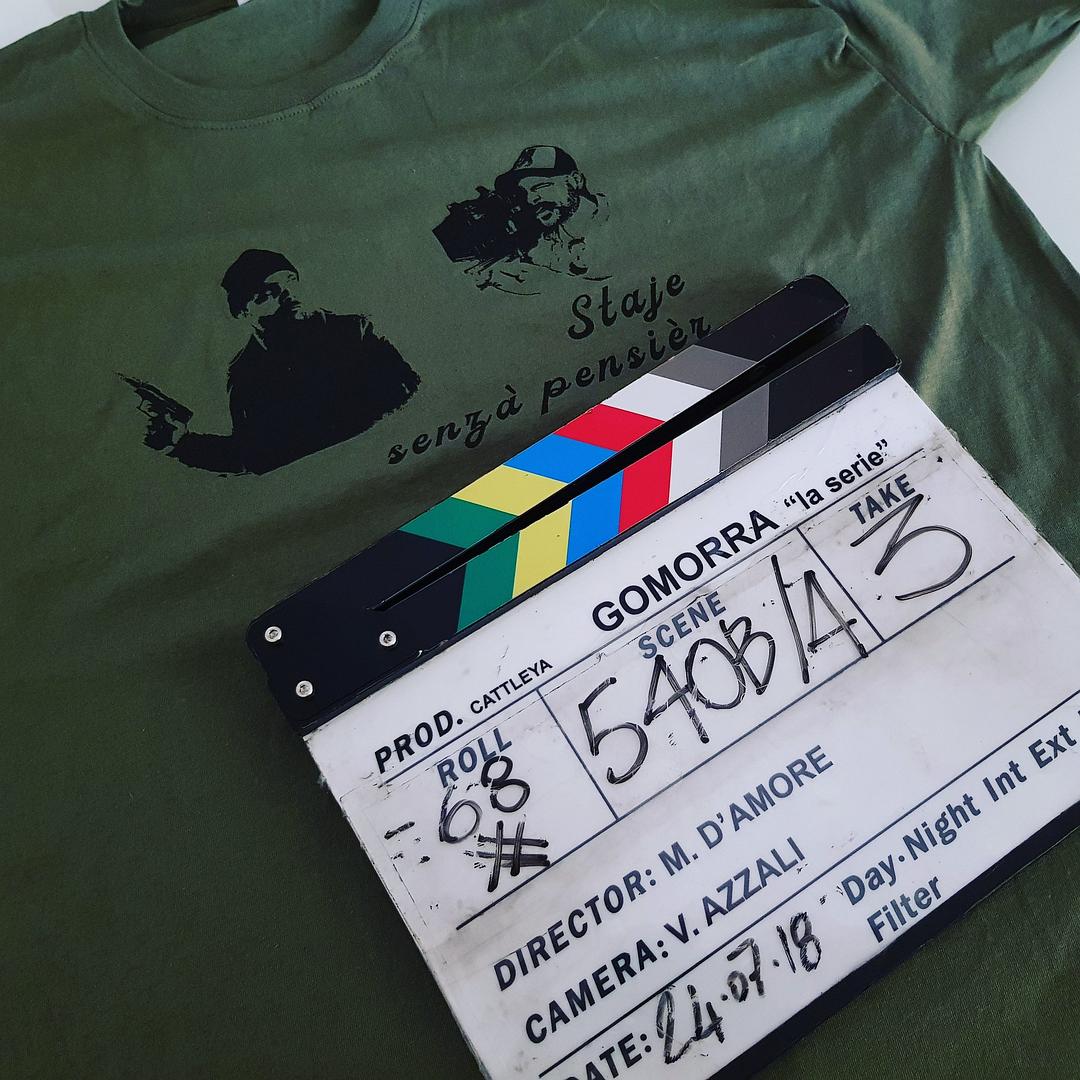 Staje
senzà pensièr
GOMORRA “la serie”
PROD. CATTLEYA
ROLL
68
#
SCENE
540B/A
TAKE
3
DIRECTOR: M. D’AMORE
CAMERA: V. AZZALI
DATE: 24.07.18
Day·Night Int Ext
Filter